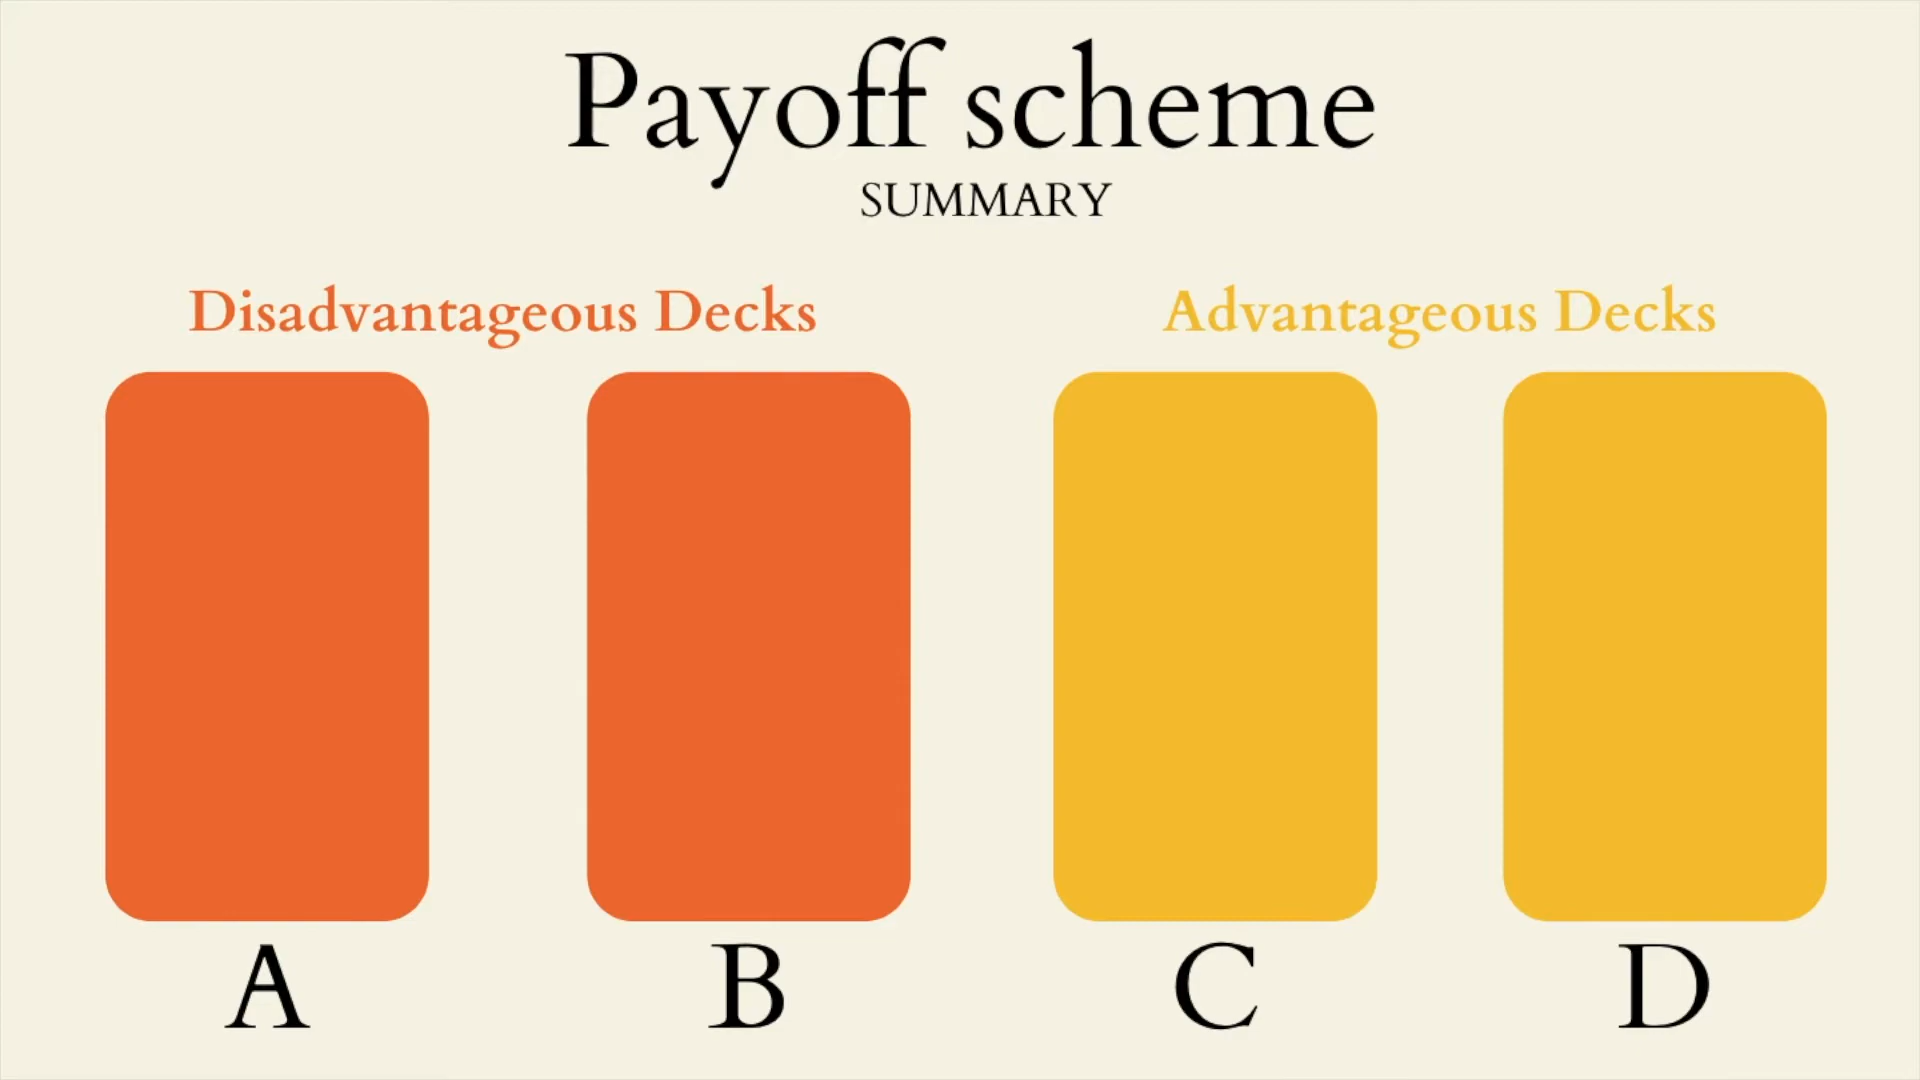 Payoff scheme
SUMMARY
Disadvantageous Decks
Advantageous Decks
A
B
C
D